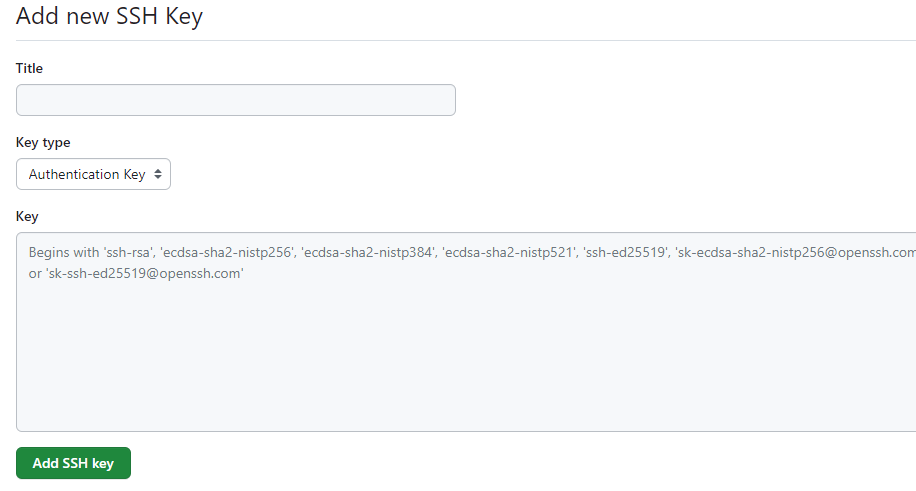 Add new SSH Key
Title
Key type
Authentication Key
Key
Begins with 'ssh-rsa', 'ecdsa-sha2-nistp256', 'ecdsa-sha2-nistp384', 'ecdsa-sha2-nistp521', 'ssh-ed25519', 'sk-ecdsa-sha2-nistp256@openssh.com
or 'sk-ssh-ed25519@openssh.com'
Add SSH key